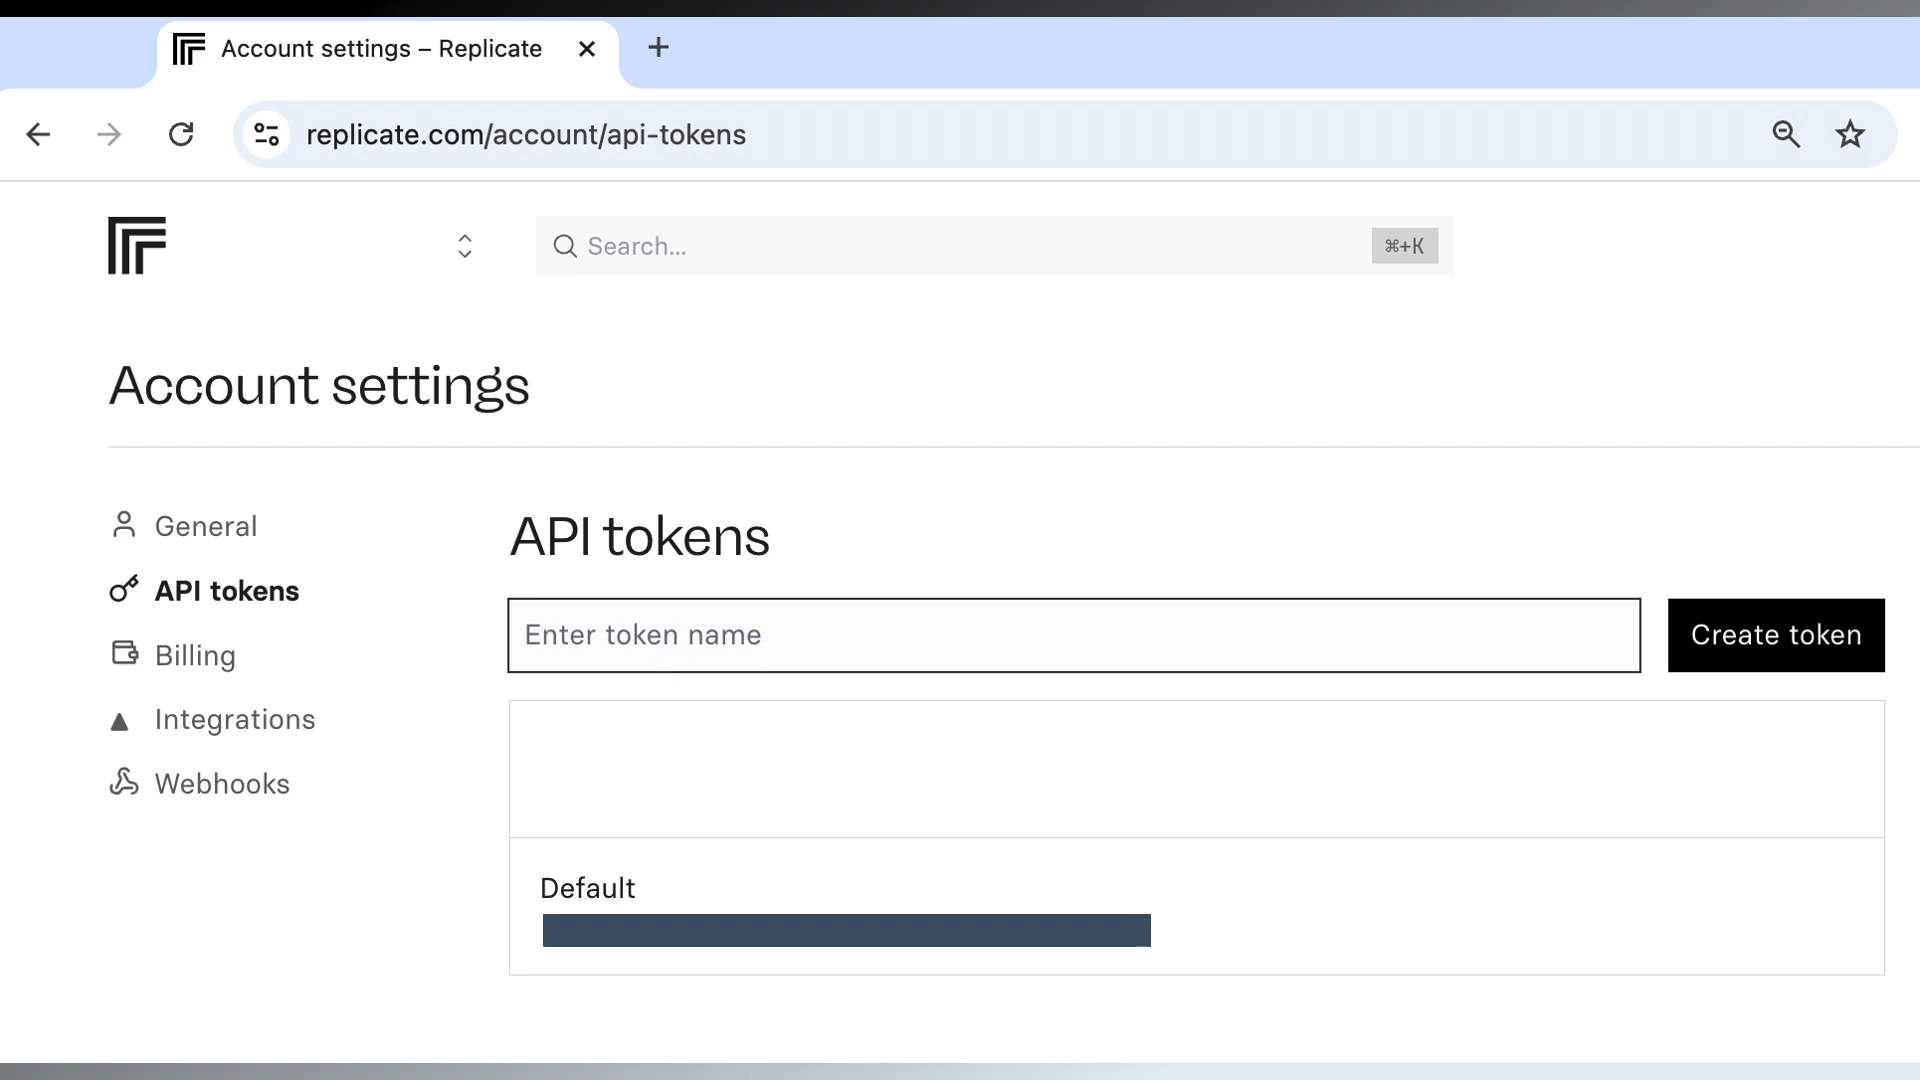 Account settings – Replicate
replicate.com/account/api-tokens
Search...
⌘+K
Account settings
General
API tokens
Billing
Integrations
Webhooks
API tokens
Enter token name
Create token
Default